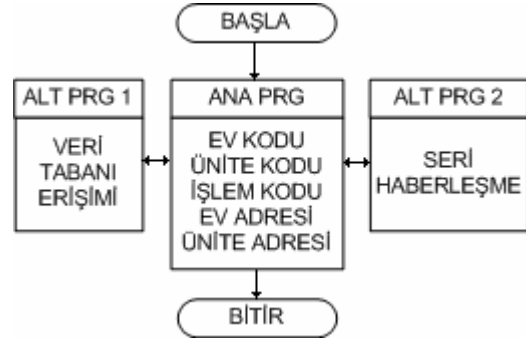 BAŞLA
ALT PRG 1
VERİ
TABANI
ERİŞİMİ
ANA PRG
EV KODU
ÜNİTE KODU
İŞLEM KODU
EV ADRESİ
ÜNİTE ADRESİ
ALT PRG 2
SERİ
HABERLEŞME
BİTİR